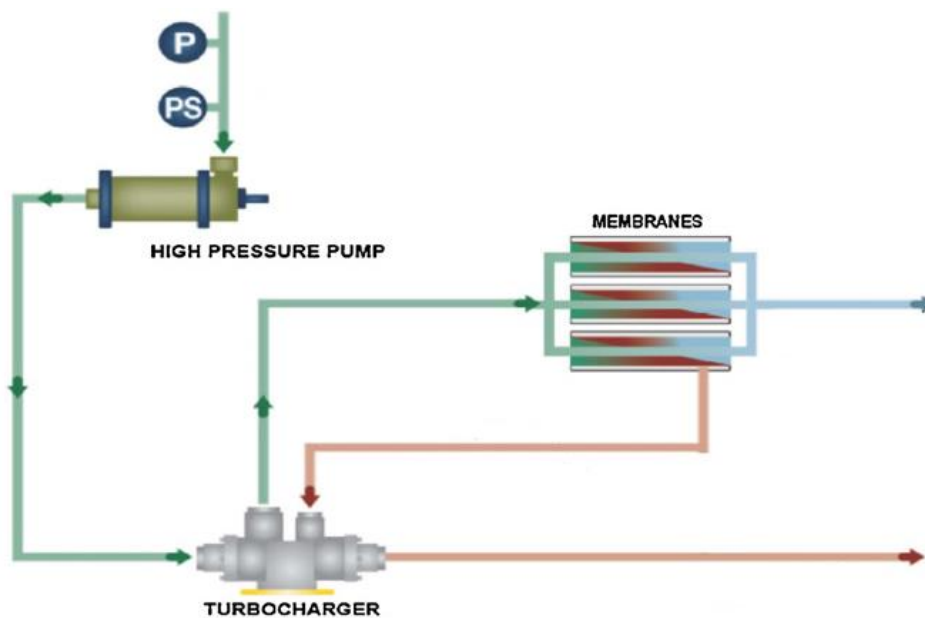 P
PS
HIGH PRESSURE PUMP
MEMBRANES
TURBOCHARGER